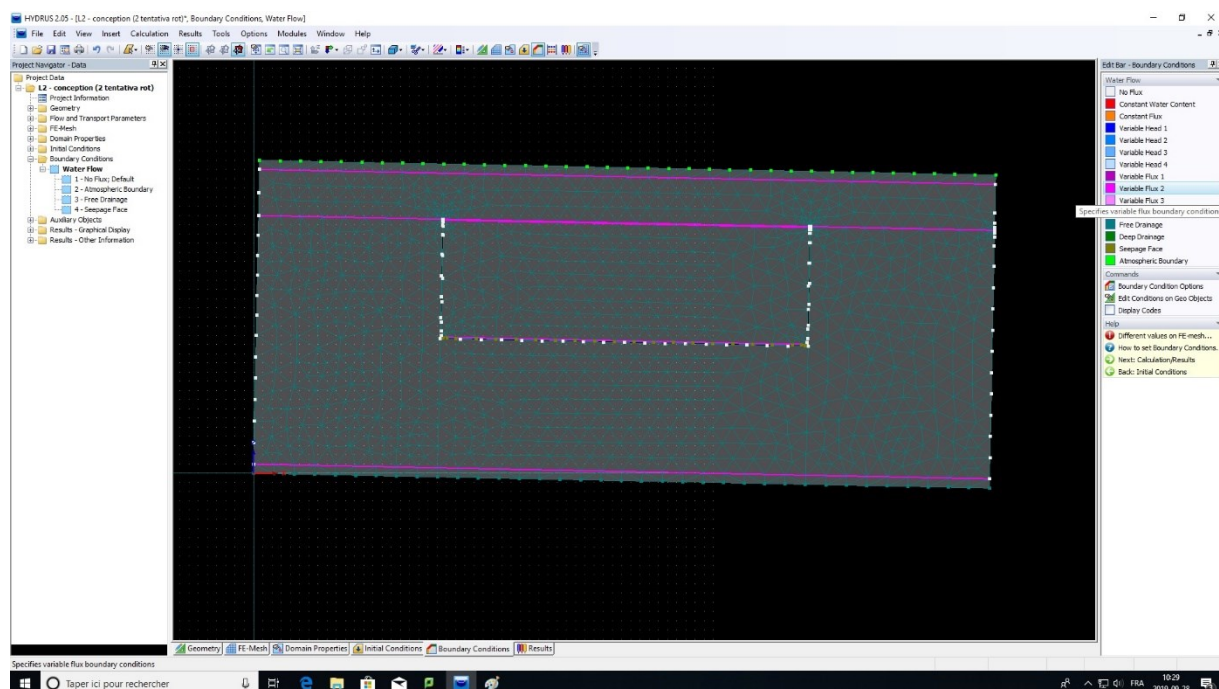 HYDRUS 2.05 - [L2 - conception (2 tentativa rot)*, Boundary Conditions, Water Flow]
File Edit View Insert Calculation Results Tools Options Modules Window Help
Project Navigator - Data
Project Data
L2 - conception (2 tentativa rot)
Project Information
Geometry
Flow and Transport Parameters
FE-Mesh
Domain Properties
Initial Conditions
Boundary Conditions
Water Flow
1 - No Flux; Default
2 - Atmospheric Boundary
3 - Free Drainage
4 - Seepage Face
Auxiliary Objects
Results - Graphical Display
Results - Other Information
Edit Bar - Boundary Conditions
Water Flow
No Flux
Constant Water Content
Constant Flux
Variable Head 1
Variable Head 2
Variable Head 3
Variable Head 4
Variable Flux 1
Variable Flux 2
Variable Flux 3
Specifies variable flux boundary condition
Free Drainage
Deep Drainage
Seepage Face
Atmospheric Boundary
Commands
Boundary Condition Options
Edit Conditions on Geo Objects
Display Codes
Help
Different values on FE-mesh...
How to set Boundary Conditions.
Next: Calculation/Results
Back: Initial Conditions
Geometry FE-Mesh Domain Properties Initial Conditions Boundary Conditions Results
Specifies variable flux boundary conditions
Taper ici pour rechercher
FRA
10:29
2019-09-28